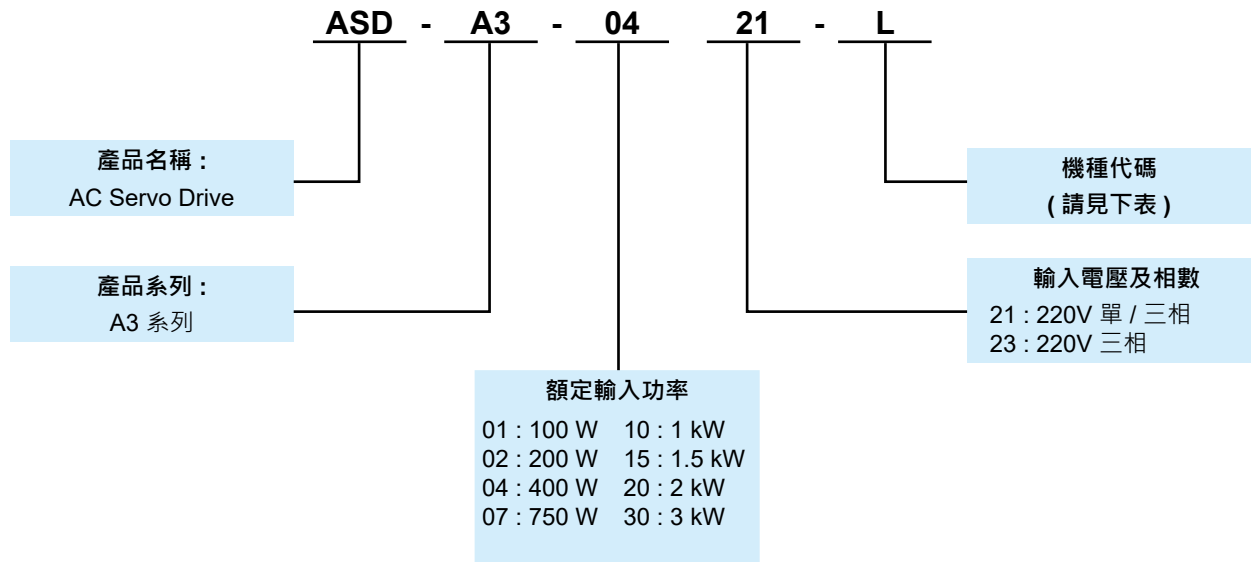 ASD - A3 - 04 21 - L
產品名稱 :
AC Servo Drive
產品系列 :
A3 系列
額定輸入功率
01 : 100 W 10 : 1 kW
02 : 200 W 15 : 1.5 kW
04 : 400 W 20 : 2 kW
07 : 750 W 30 : 3 kW
機種代碼
( 請見下表 )
輸入電壓及相數
21 : 220V 單 / 三相
23 : 220V 三相